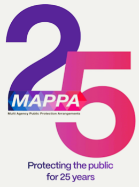 25
MAPPA
Multi Agency Public Protection Arrangements
Protecting the public
for 25 years